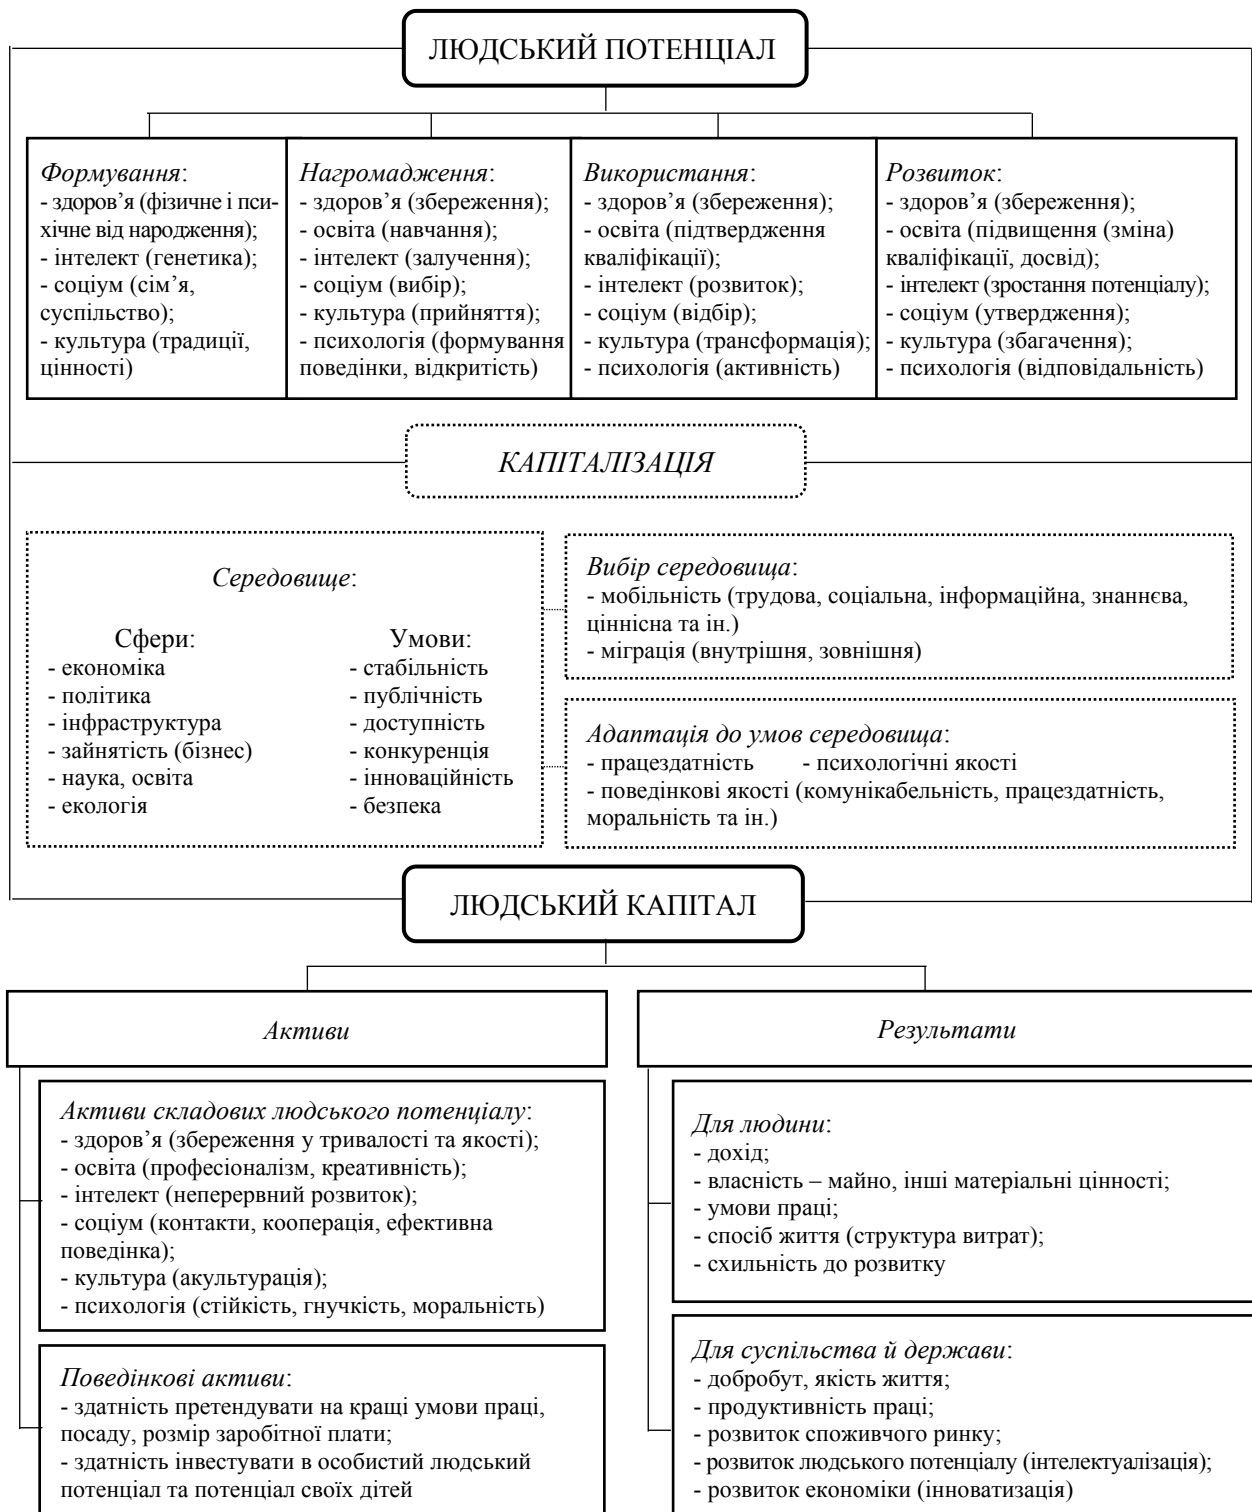 ЛЮДСЬКИЙ ПОТЕНЦІАЛ
Формування:
- здоров’я (фізичне і пси-
хічне від народження);
- інтелект (генетика);
- соціум (сім’я,
суспільство);
- культура (традиції,
цінності)
Нагромадження:
- здоров’я (збереження);
- освіта (навчання);
- інтелект (залучення);
- соціум (вибір);
- культура (прийняття);
- психологія (формування
поведінки, відкритість)
Використання:
- здоров’я (збереження);
- освіта (підтвердження
кваліфікації);
- інтелект (розвиток);
- соціум (відбір);
- культура (трансформація);
- психологія (активність)
Розвиток:
- здоров’я (збереження);
- освіта (підвищення (зміна)
кваліфікації, досвід);
- інтелект (зростання потенціалу);
- соціум (утвердження);
- культура (збагачення);
- психологія (відповідальність)
КАПІТАЛІЗАЦІЯ
Середовище:
Сфери:
- економіка
- політика
- інфраструктура
- зайнятість (бізнес)
- наука, освіта
- екологія
Умови:
- стабільність
- публічність
- доступність
- конкуренція
- інноваційність
- безпека
Вибір середовища:
- мобільність (трудова, соціальна, інформаційна, знаннєва,
ціннісна та ін.)
- міграція (внутрішня, зовнішня)
Адаптація до умов середовища:
- працездатність - психологічні якості
- поведінкові якості (комунікабельність, працездатність,
моральність та ін.)
ЛЮДСЬКИЙ КАПІТАЛ
Активи
Активи складових людського потенціалу:
- здоров’я (збереження у тривалості та якості);
- освіта (професіоналізм, креативність);
- інтелект (неперервний розвиток);
- соціум (контакти, кооперація, ефективна
поведінка);
- культура (акультурація);
- психологія (стійкість, гнучкість, моральність)
Поведінкові активи:
- здатність претендувати на кращі умови праці,
посаду, розмір заробітної плати;
- здатність інвестувати в особистий людський
потенціал та потенціал своїх дітей
Результати
Для людини:
- дохід;
- власність – майно, інші матеріальні цінності;
- умови праці;
- спосіб життя (структура витрат);
- схильність до розвитку
Для суспільства й держави:
- добробут, якість життя;
- продуктивність праці;
- розвиток споживчого ринку;
- розвиток людського потенціалу (інтелектуалізація);
- розвиток економіки (інноватизація)